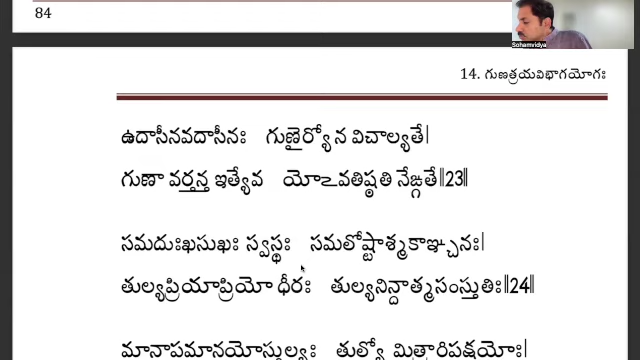 84
Sohamvidya
14. గుణత్రయవిభాగయోగః
ఉదాసీనవదాసీనః గుణైర్యో న విచాల్యతే|
గుణా వర్తన్త ఇత్యేవ యోఽవతిష్ఠతి నేఙ్గతే||23||
సమదుఃఖసుఖః స్వస్థః సమలోష్టాశ్మకాఞ్చనః|
తుల్యప్రియాప్రియో ధీరః తుల్యనిన్దాత్మసంస్తుతిః||24||
మానాపమానయోస్తుల్యః తుల్యో మిత్రారిపక్షయోః|